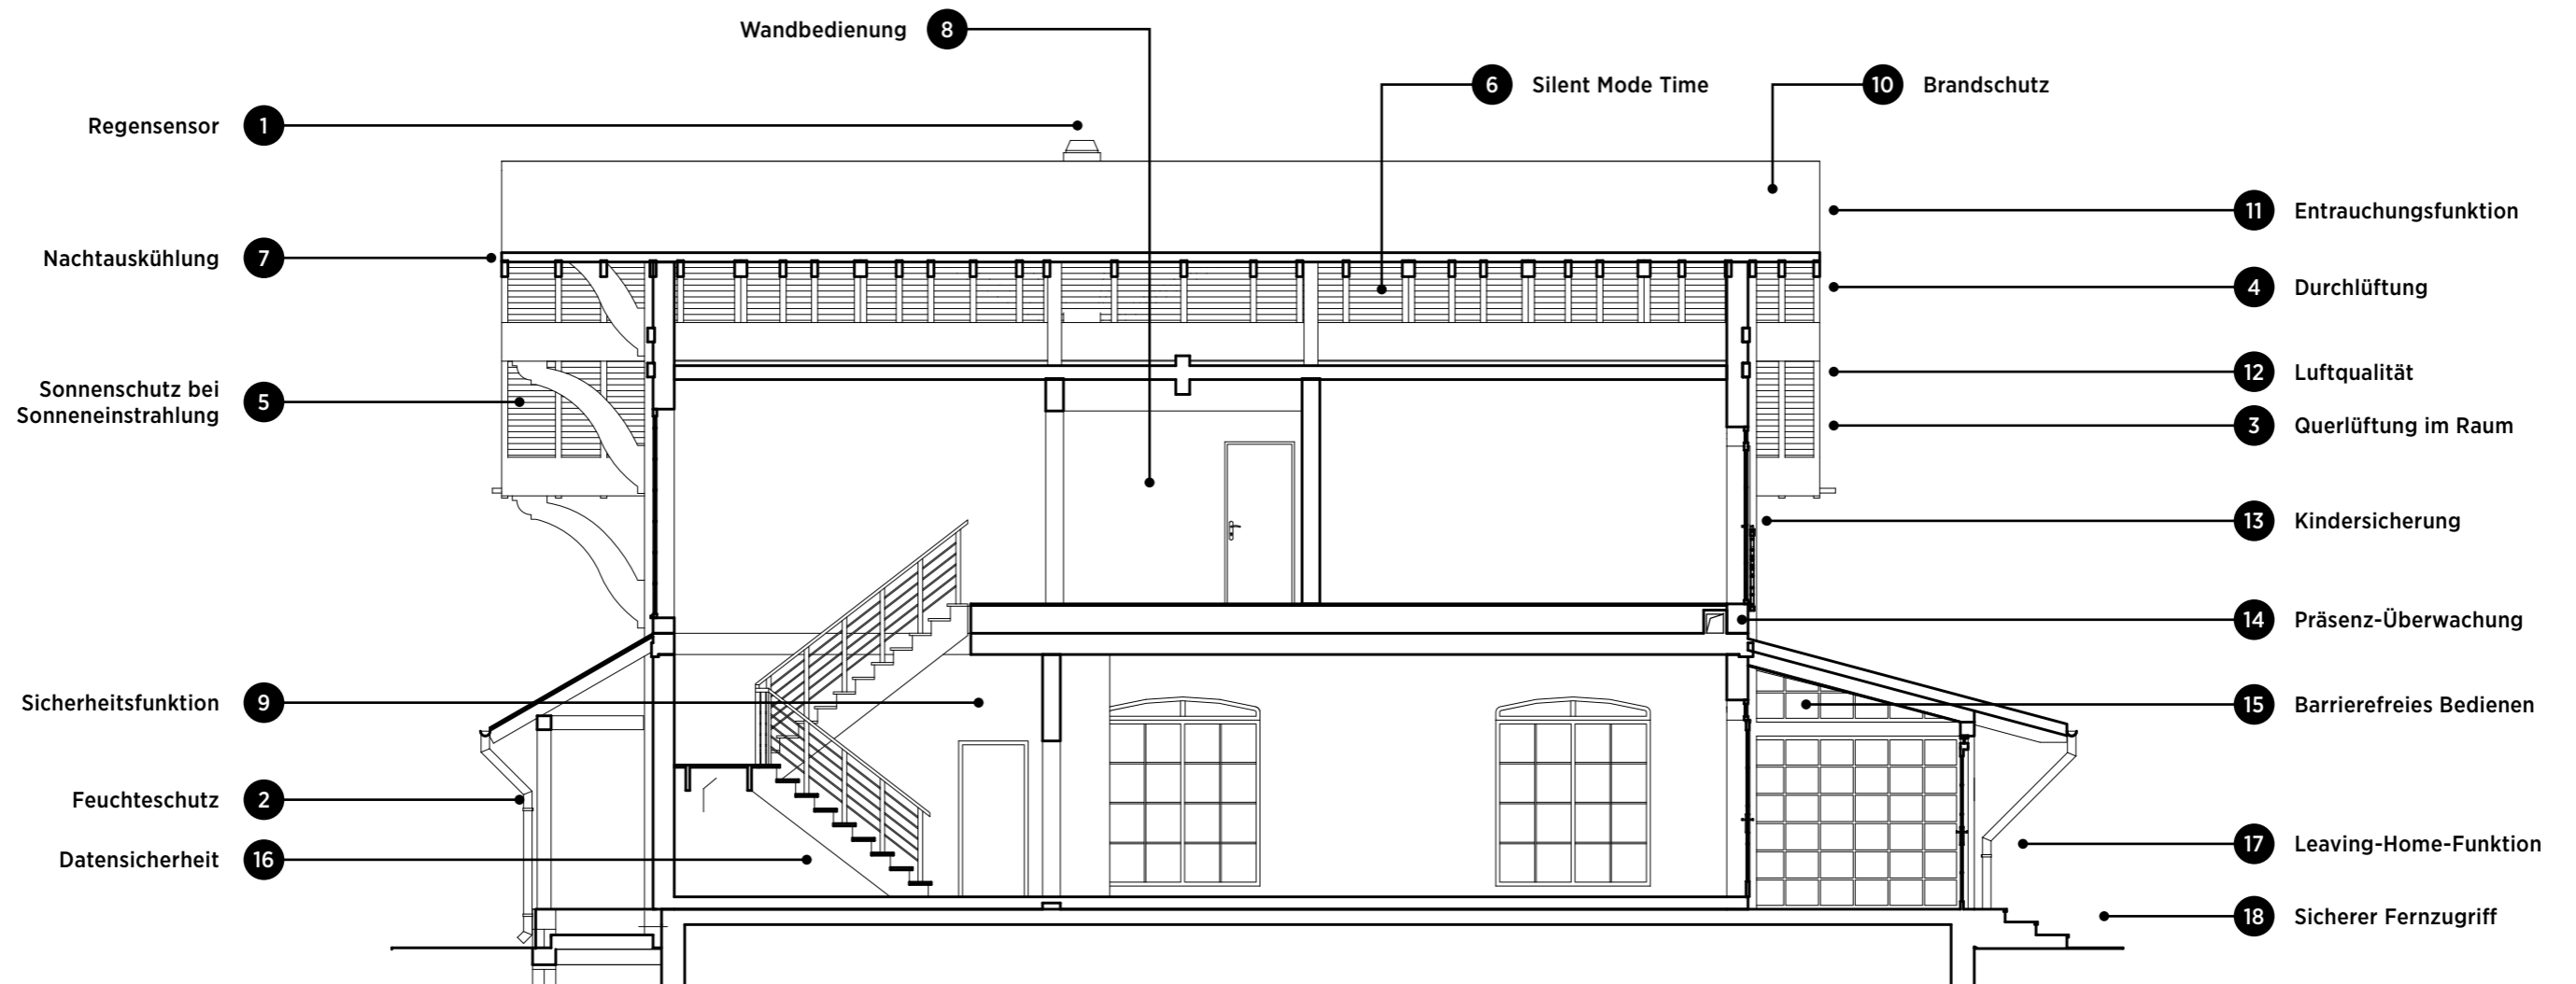 Wandbedienung 8
6 Silent Mode Time
10 Brandschutz
Regensensor 1
11 Entrauchungsfunktion
Nachtauskühlung 7
4 Durchlüftung
12 Luftqualität
Sonnenschutz bei
Sonneneinstrahlung 5
3 Querlüftung im Raum
13 Kindersicherung
14 Präsenz-Überwachung
Sicherheitsfunktion 9
15 Barrierefreies Bedienen
Feuchteschutz 2
17 Leaving-Home-Funktion
Datensicherheit 16
18 Sicherer Fernzugriff